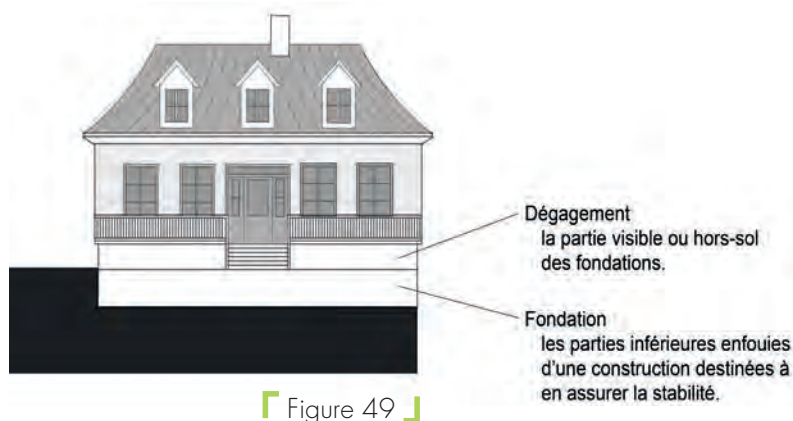 Dégagement
la partie visible ou hors-sol
des fondations.
Fondation
les parties inférieures enfouies
d'une construction destinées à
en assurer la stabilité.
Figure 49